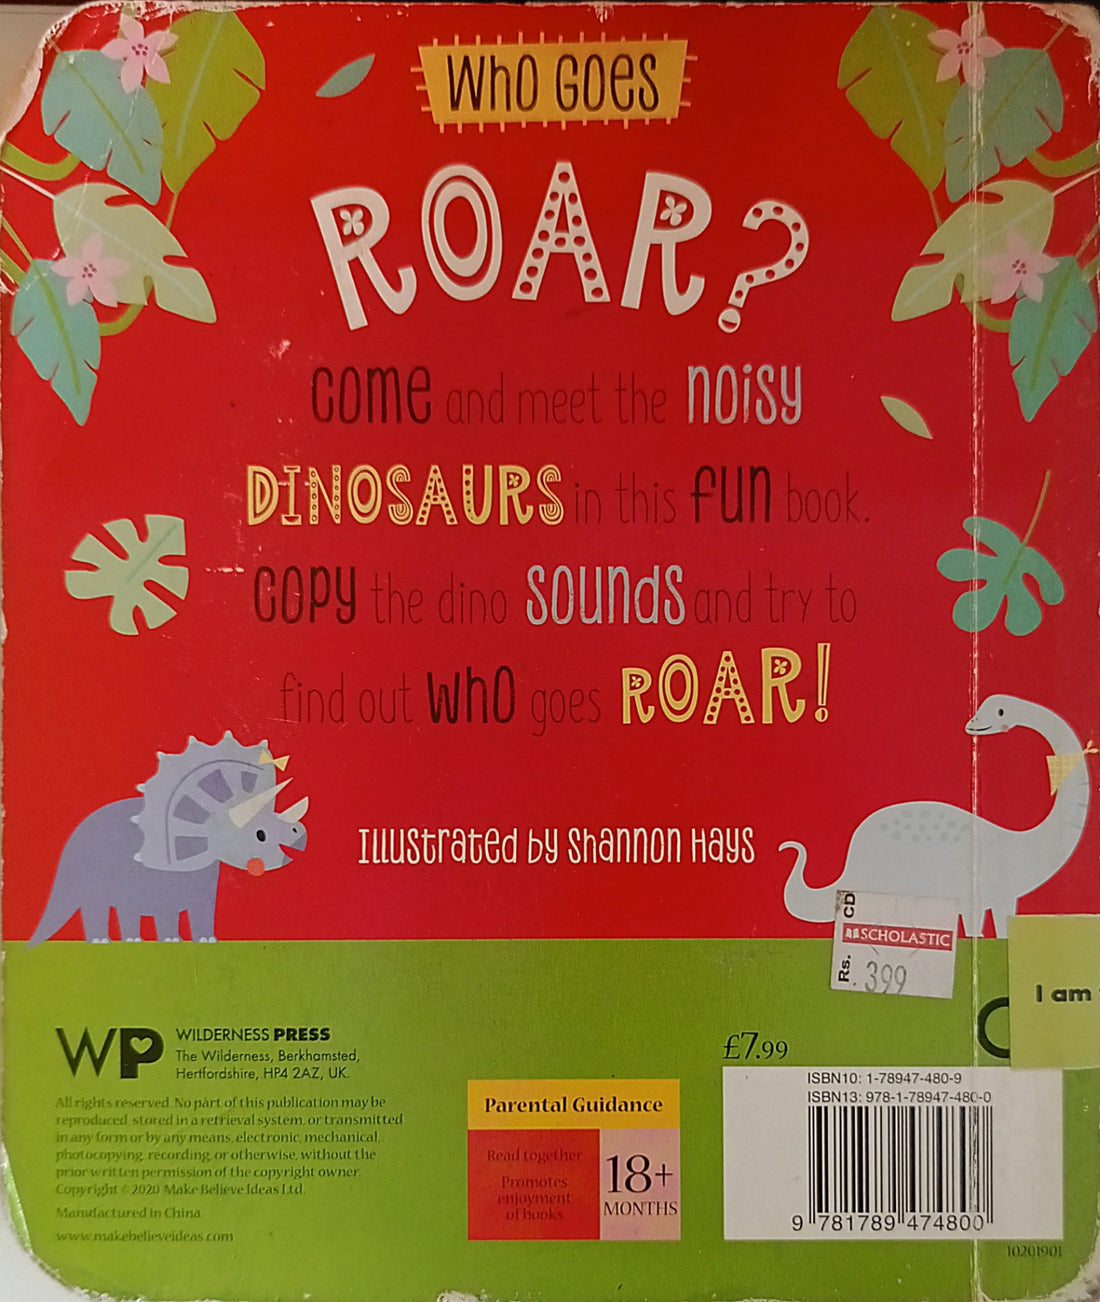 WhO GOES
ROAR?
COME and meet the NOiSY
DINOSAURS in this FUN book.
COPY the dino SOUNdS and try to
find out WhO goes ROAR!
Illustrated by Shannon Hays
CD
SCHOLASTIC
Rs. 399
I am
WP
WILDERNESS PRESS
The Wilderness, Berkhamsted,
Hertfordshire, HP4 2AZ, UK.
All rights reserved. No part of this publication may be
reproduced, stored in a retrieval system, or transmitted
in any form or by any means, electronic, mechanical,
photocopying, recording, or otherwise, without the
prior written permission of the copyright owner.
Copyright © 2020 Make Believe Ideas Ltd.
Manufactured in China.
www.makebelieveideas.com
Parental Guidance
Read together
Promotes
enjoyment
of books
18+
MONTHS
£7.99
ISBN10: 1-78947-480-9
ISBN13: 978-1-78947-480-0
9 781789 474800
10201901